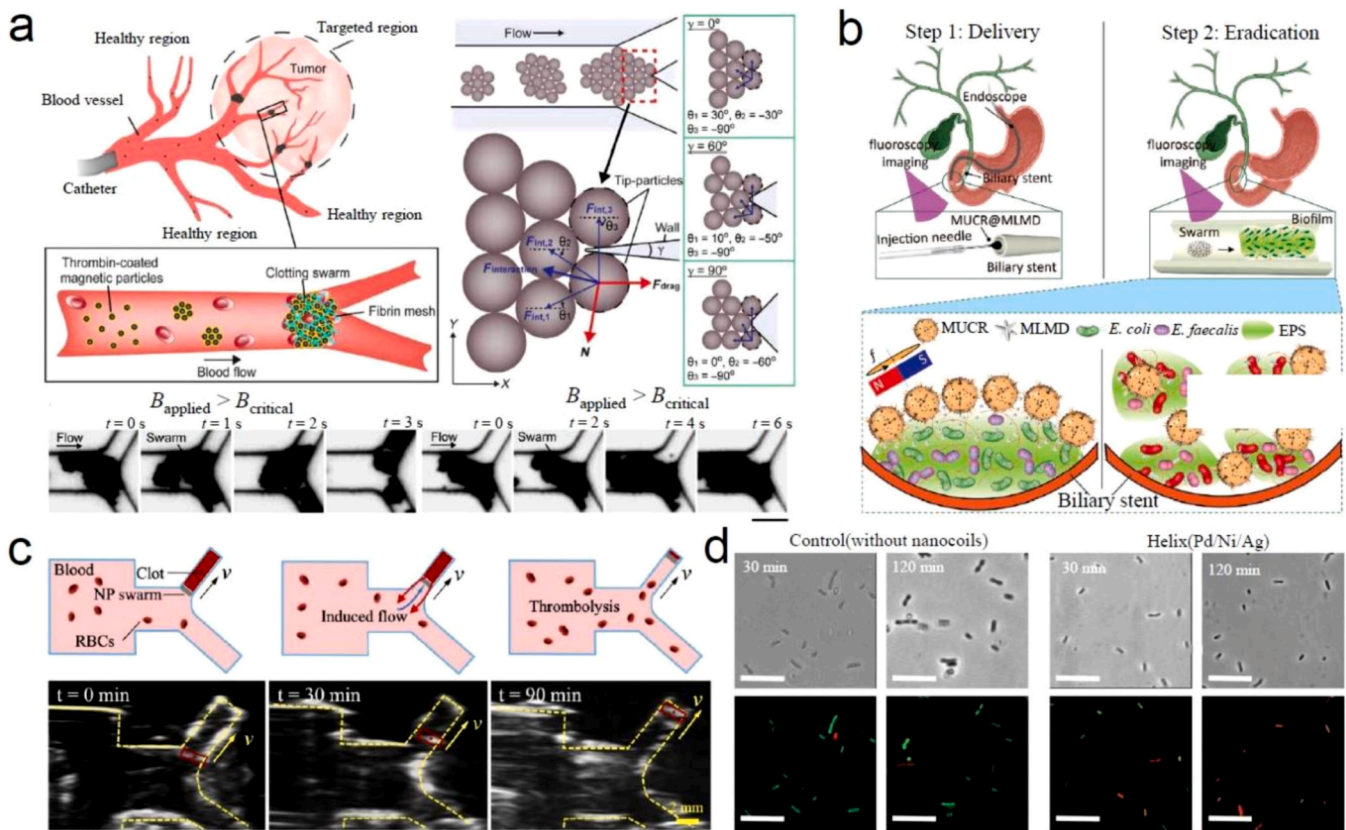 a
Healthy region
Targeted region
Tumor
Blood vessel
Catheter
Healthy region
Healthy region
Thrombin-coated
magnetic particles
Clotting swarm
Fibrin mesh
Blood flow
Flow
Tip-particles
Wall
γ
Fint,3
θ3
Fint,2
θ2
Finteraction
Fdrag
Fint,1
θ1
N
Y
X
γ = 0°
θ1 = 30°, θ2 = −30°
θ3 = −90°
γ = 60°
θ1 = 10°, θ2 = −50°
θ3 = −90°
γ = 90°
θ1 = 0°, θ2 = −60°
θ3 = −90°
Bapplied > Bcritical
Bapplied > Bcritical
t = 0 s
t = 1 s
t = 2 s
t = 3 s
t = 0 s
t = 2 s
t = 4 s
t = 6 s
Flow
Swarm
Flow
Swarm
b
Step 1: Delivery
Step 2: Eradication
Endoscope
fluoroscopy
imaging
Biliary stent
MUCR@MLMD
Injection needle
Biliary stent
fluoroscopy
imaging
Biofilm
Swarm
MUCR
MLMD
E. coli
E. faecalis
EPS
f
N
S
Biliary stent
c
Blood
Clot
NP swarm
RBCs
v
Induced flow
v
Thrombolysis
v
t = 0 min
v
t = 30 min
v
t = 90 min
v
2 mm
d
Control(without nanocoils)
Helix(Pd/Ni/Ag)
30 min
120 min
30 min
120 min